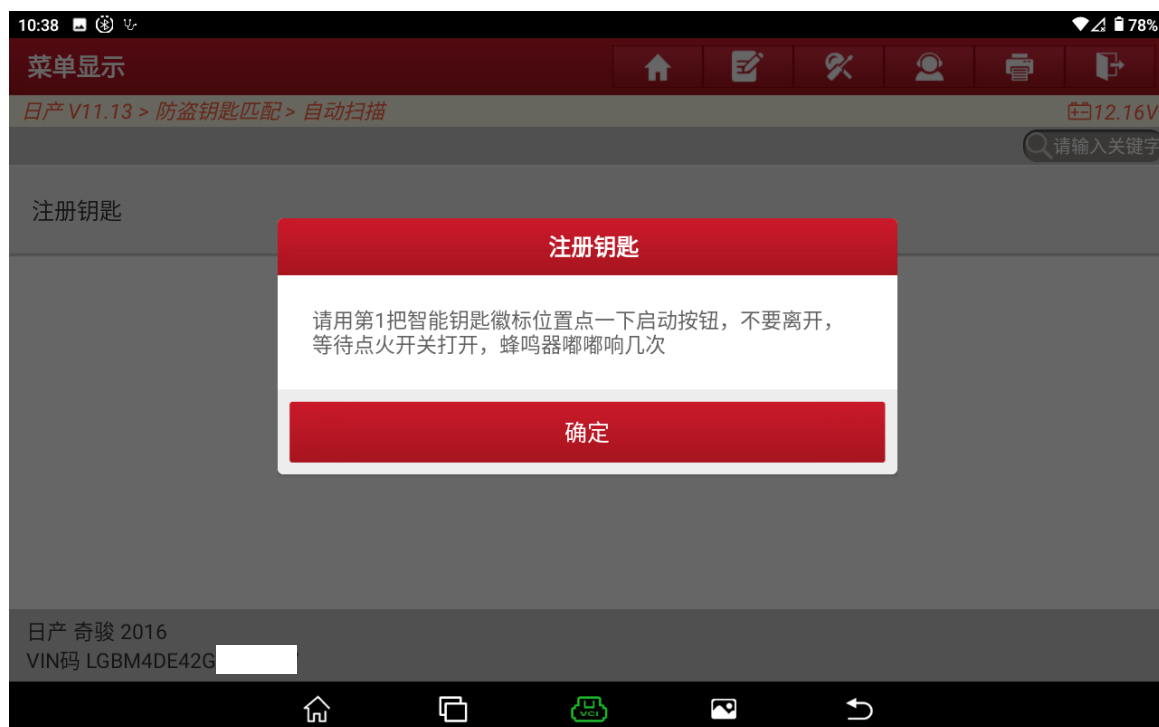 10:38
78%
菜单显示
日产 V11.13 > 防盗钥匙匹配 > 自动扫描
12.16V
请输入关键字
注册钥匙
注册钥匙
请用第1把智能钥匙徽标位置点一下启动按钮，不要离开，
等待点火开关打开，蜂鸣器嘟嘟响几次
确定
日产 奇骏 2016
VIN码 LGBM4DE42G
VCI